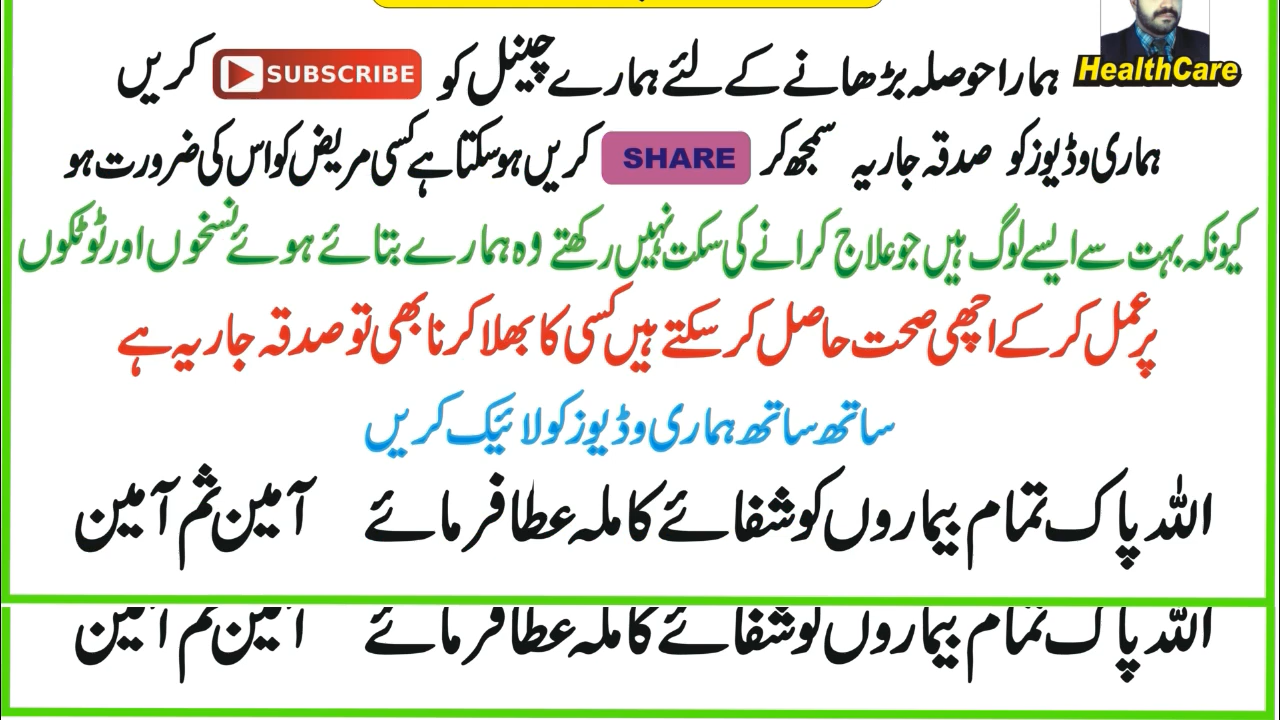 HealthCare
ہمارا حوصلہ بڑھانے کے لئے ہمارے چینل کو SUBSCRIBE کریں
ہماری وڈیوز کو صدقہ جاریہ سمجھ کر SHARE کریں ہو سکتا ہے کسی مریض کو اس کی ضرورت ہو
کیونکہ بہت سے ایسے لوگ ہیں جو علاج کرانے کی سکت نہیں رکھتے وہ ہمارے بتائے ہوئے نسخوں اور ٹوٹکوں
پر عمل کر کے اچھی صحت حاصل کر سکتے ہیں کسی کا بھلا کرنا بھی تو صدقہ جاریہ ہے
ساتھ ساتھ ہماری وڈیوز کو لائیک کریں
اللہ پاک تمام بیماروں کو شفائے کاملہ عطا فرمائے آمین ثم آمین
اللہ پاک تمام بیماروں کو شفائے کاملہ عطا فرمائے آمین ثم آمین